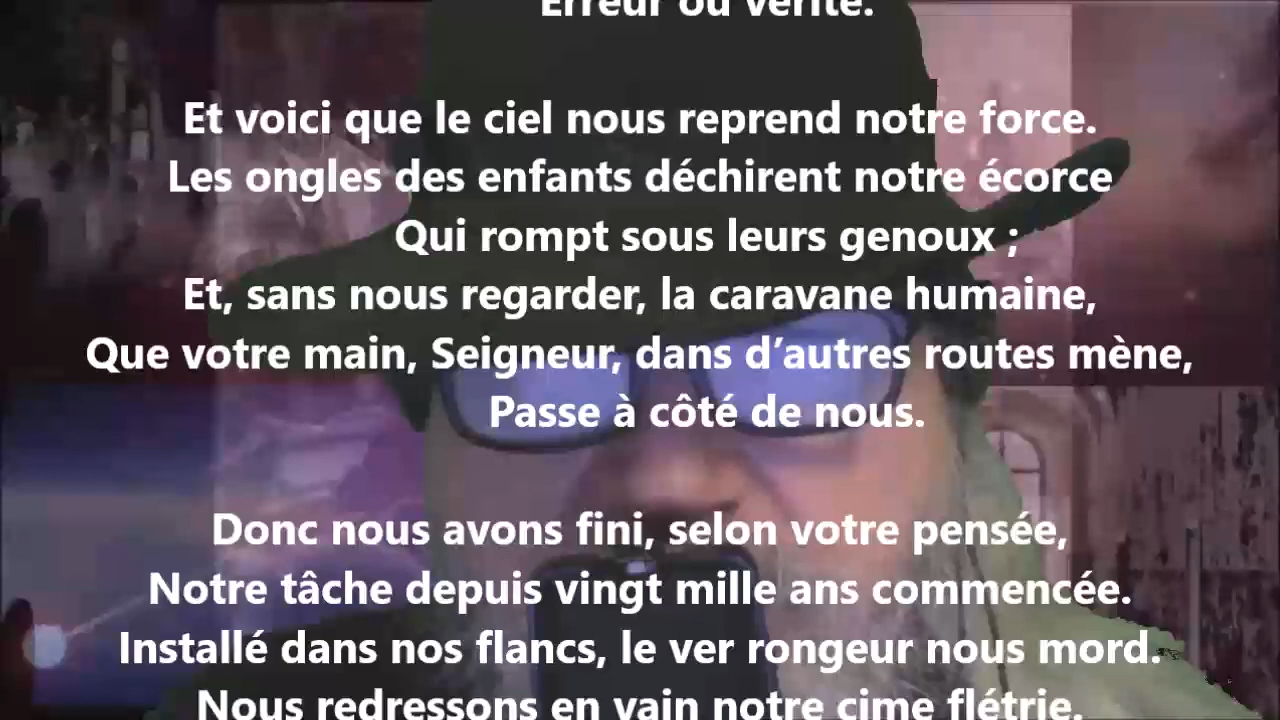 Erreur ou vérité.
Et voici que le ciel nous reprend notre force.
Les ongles des enfants déchirent notre écorce
Qui rompt sous leurs genoux ;
Et, sans nous regarder, la caravane humaine,
Que votre main, Seigneur, dans d’autres routes mène,
Passe à côté de nous.
Donc nous avons fini, selon votre pensée,
Notre tâche depuis vingt mille ans commencée.
Installé dans nos flancs, le ver rongeur nous mord.
Nous redressons en vain notre cime flétrie.